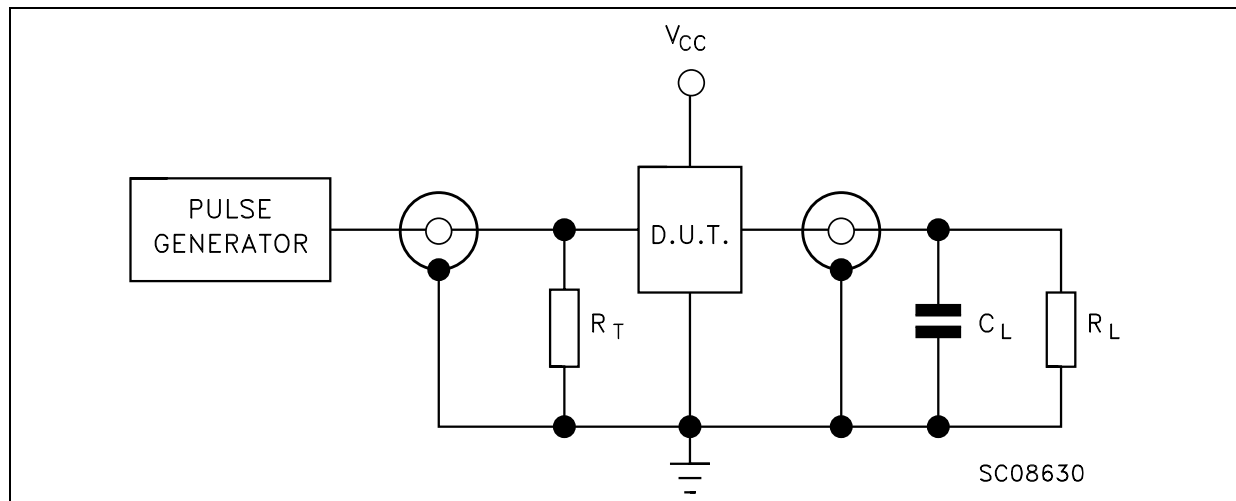 VCC
PULSE
GENERATOR
D.U.T.
RT
CL
RL
SC08630